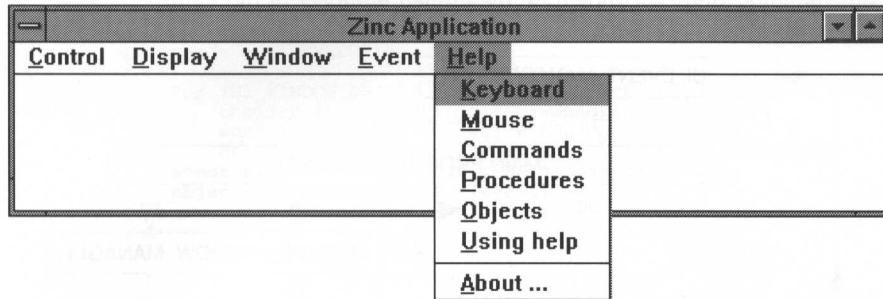 Zinc Application
Control Display Window Event Help
Keyboard
Mouse
Commands
Procedures
Objects
Using help
About ...